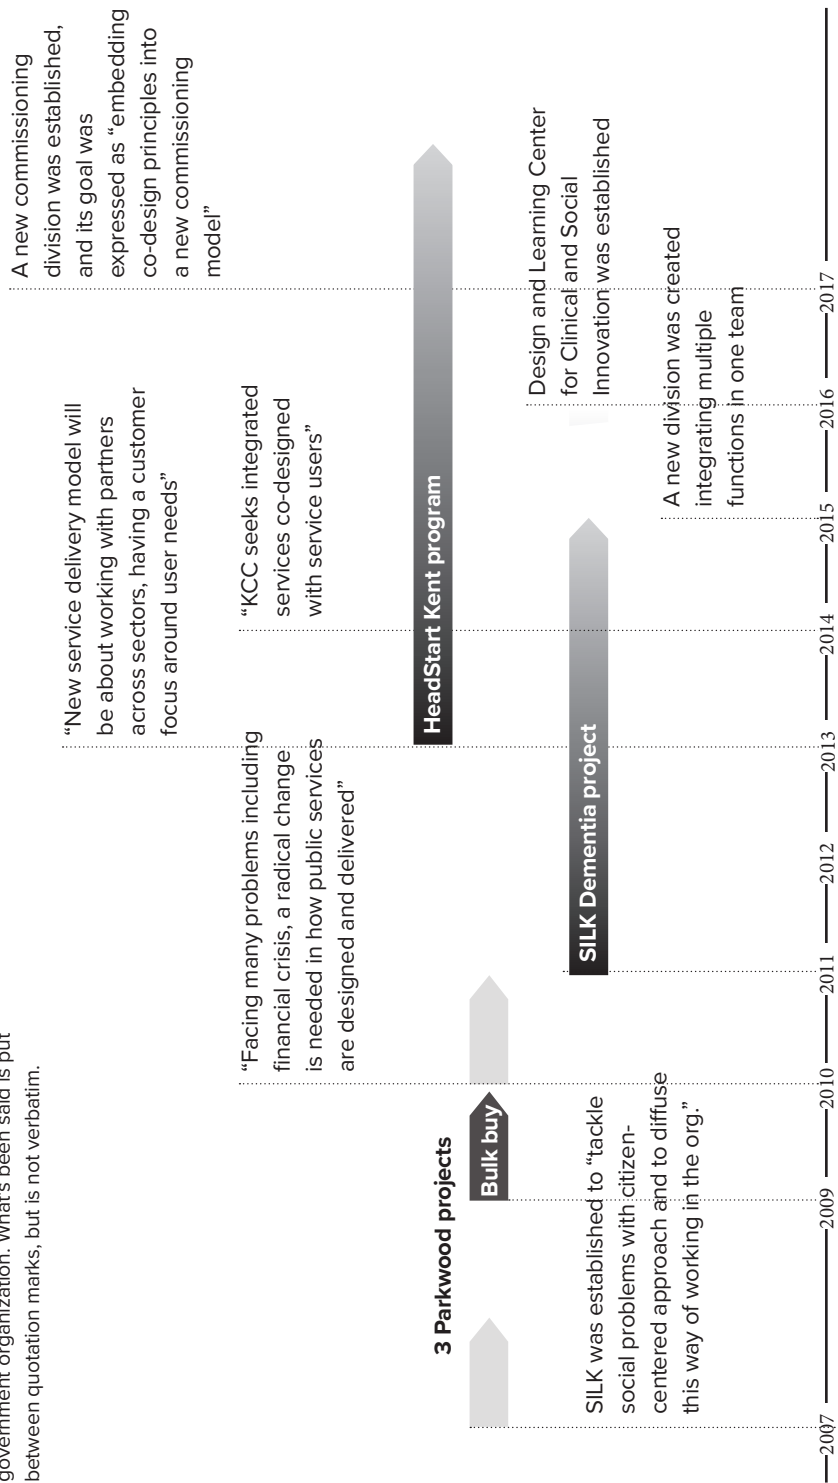 government organization. What's been said is put
between quotation marks, but is not verbatim.
A new commissioning
division was established,
and its goal was
expressed as “embedding
co-design principles into
a new commissioning
model”
“New service delivery model will
be about working with partners
across sectors, having a customer
focus around user needs”
“KCC seeks integrated
services co-designed
with service users”
“Facing many problems including
financial crisis, a radical change
is needed in how public services
are designed and delivered”
HeadStart Kent program
3 Parkwood projects
Bulk buy
Design and Learning Center
for Clinical and Social
Innovation was established
SILK Dementia project
SILK was established to “tackle
social problems with citizen-
centered approach and to diffuse
this way of working in the org.”
A new division was created
integrating multiple
functions in one team
2007
2009
2010
2011
2012
2013
2014
2015
2016
2017